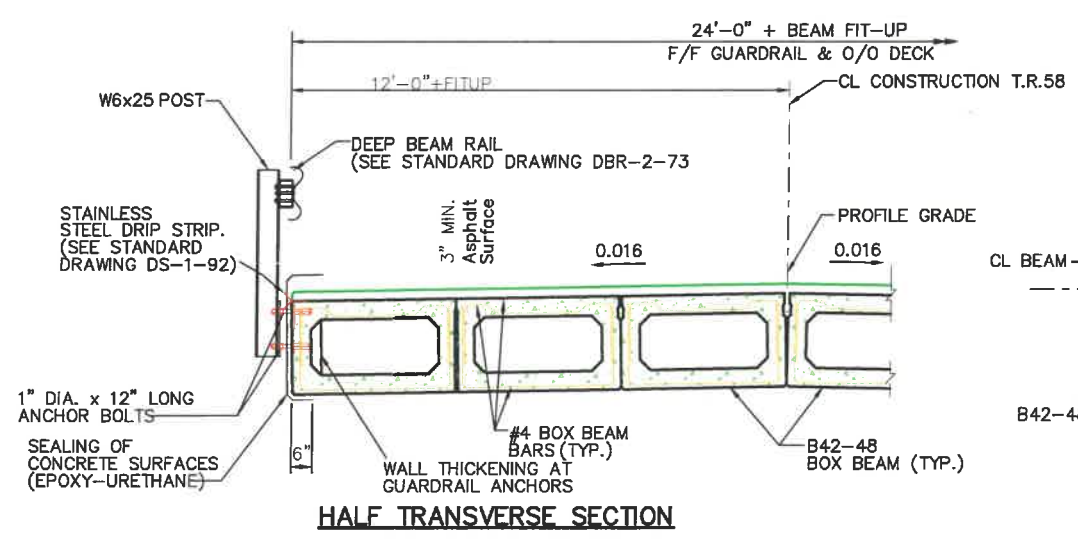 24'-0" + BEAM FIT-UP
F/F GUARDRAIL & O/O DECK
12'-0"+FITUP
CL CONSTRUCTION T.R.58
W6x25 POST
DEEP BEAM RAIL
(SEE STANDARD DRAWING DBR-2-73
STAINLESS
STEEL DRIP STRIP.
(SEE STANDARD
DRAWING DS-1-92)
3" MIN.
Asphalt
Surface
0.016
PROFILE GRADE
0.016
CL BEAM-
1" DIA. x 12" LONG
ANCHOR BOLTS
SEALING OF
CONCRETE SURFACES
(EPOXY-URETHANE)
6"
WALL THICKENING AT
GUARDRAIL ANCHORS
#4 BOX BEAM
BARS (TYP.)
B42-48
BOX BEAM (TYP.)
HALF TRANSVERSE SECTION